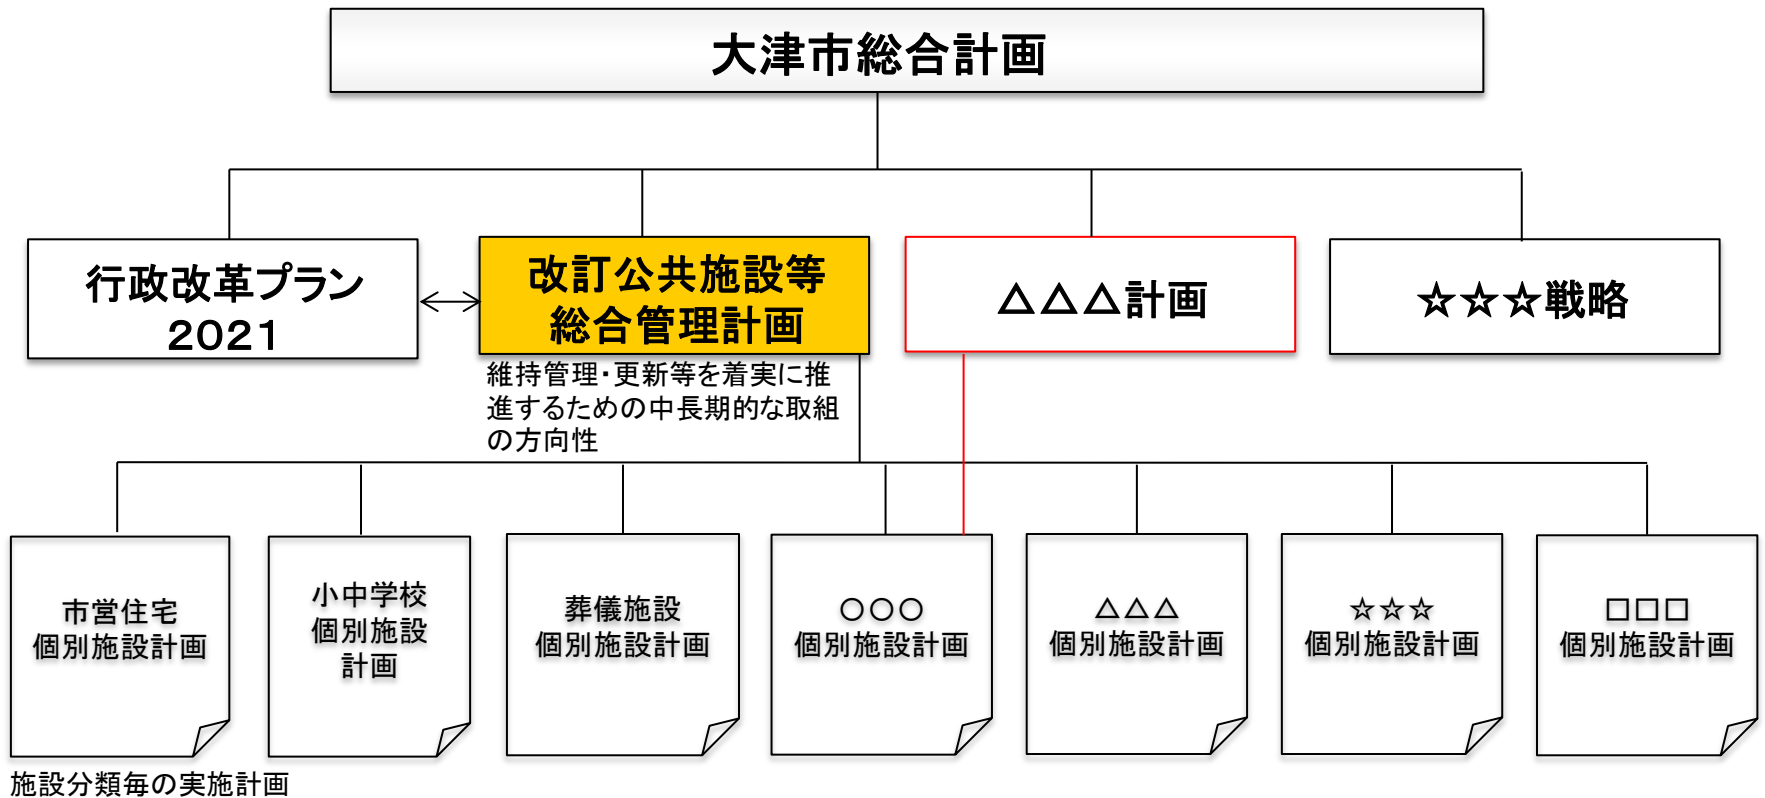 大津市総合計画
行政改革プラン
２０２１
改訂公共施設等
総合管理計画
△△△計画
☆☆☆戦略
維持管理・更新等を着実に推
進するための中長期的な取組
の方向性
市営住宅
個別施設計画
小中学校
個別施設
計画
葬儀施設
個別施設計画
○○○
個別施設計画
△△△
個別施設計画
☆☆☆
個別施設計画
□□□
個別施設計画
施設分類毎の実施計画